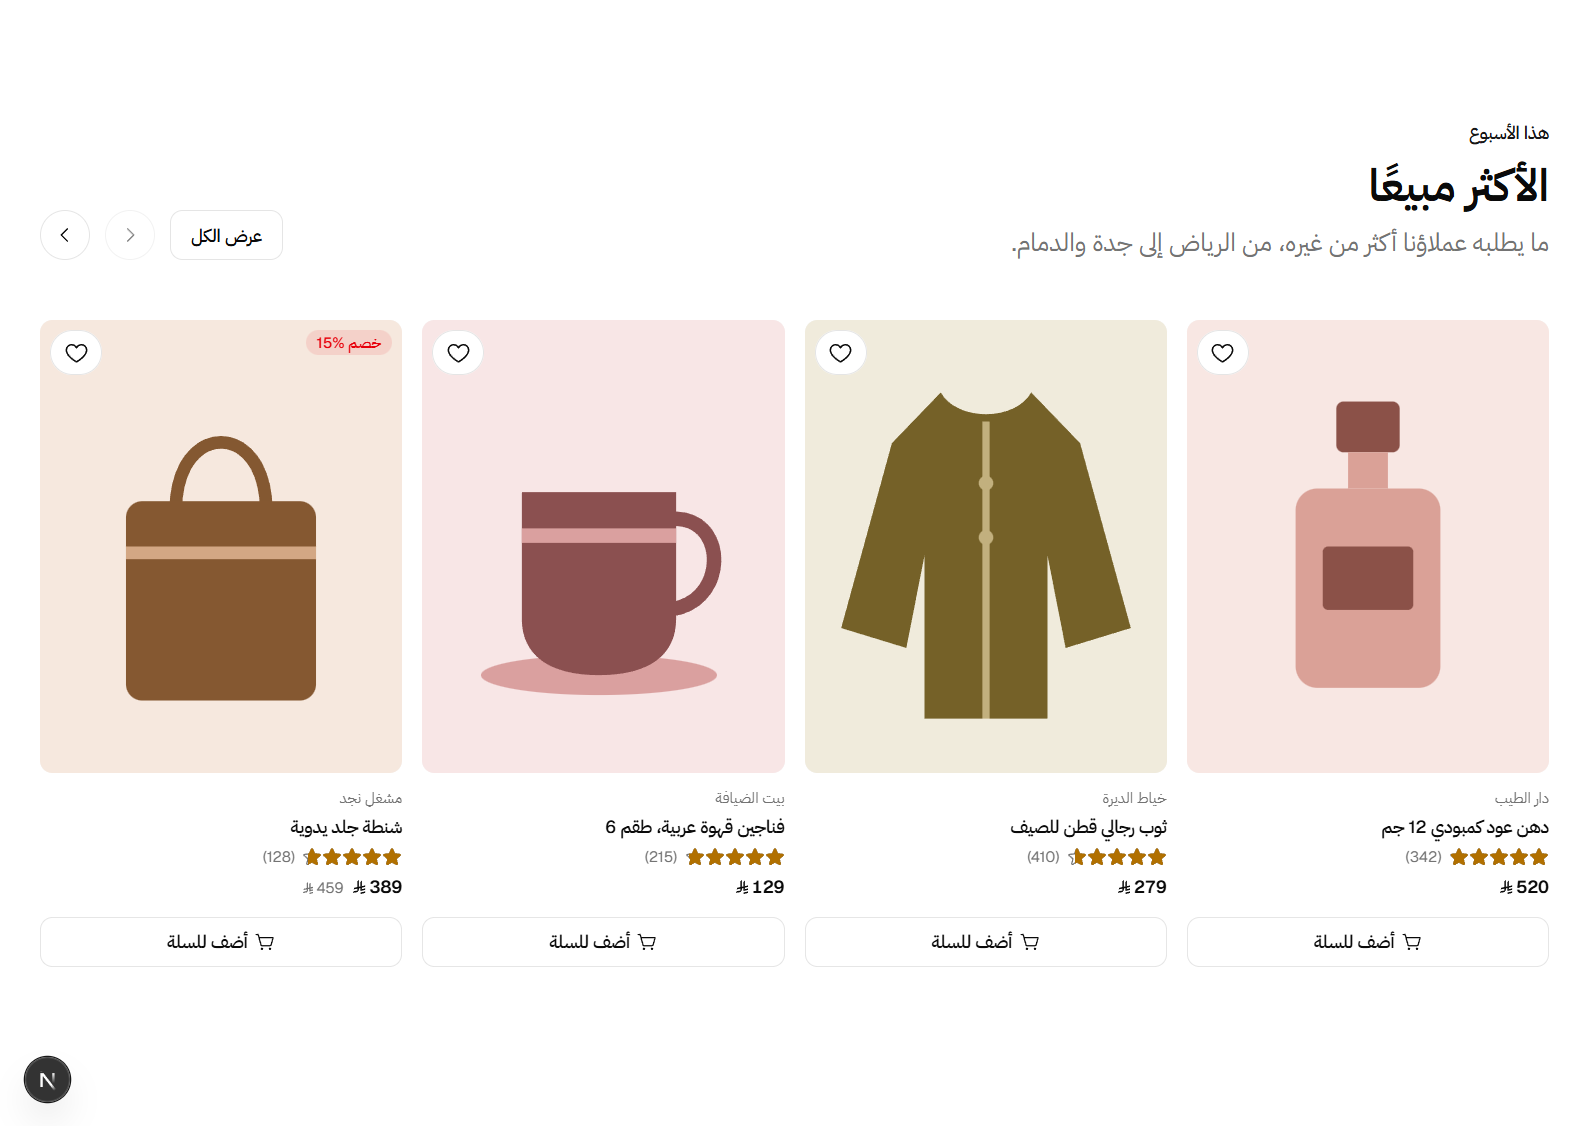 هذا الأسبوع
الأكثر مبيعًا
ما يطلبه عملاؤنا أكثر من غيره، من الرياض إلى جدة والدمام.
عرض الكل
دار الطيب
دهن عود كمبودي 12 جم
(342)
520 ⃁
أضف للسلة
خياط الديرة
ثوب رجالي قطن للصيف
(410)
279 ⃁
أضف للسلة
بيت الضيافة
فناجين قهوة عربية، طقم 6
(215)
129 ⃁
أضف للسلة
خصم 15%
مشغل نجد
شنطة جلد يدوية
(128)
389 ⃁ 459 ⃁
أضف للسلة
N